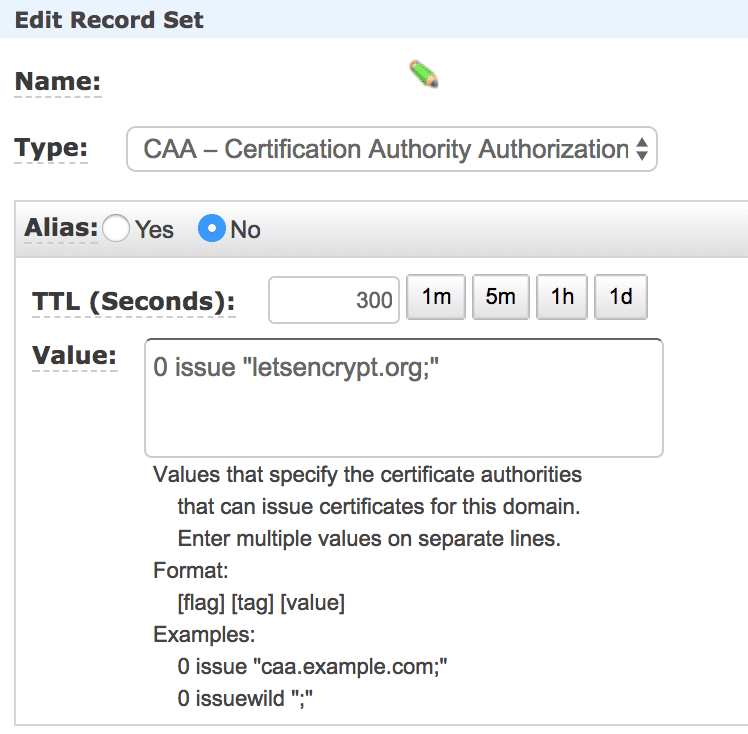 Edit Record Set
Name:
Type: CAA – Certification Authority Authorization
Alias: Yes No
TTL (Seconds): 300 1m 5m 1h 1d
Value: 0 issue "letsencrypt.org;"
Values that specify the certificate authorities
that can issue certificates for this domain.
Enter multiple values on separate lines.
Format:
[flag] [tag] [value]
Examples:
0 issue "caa.example.com;"
0 issuewild ";"